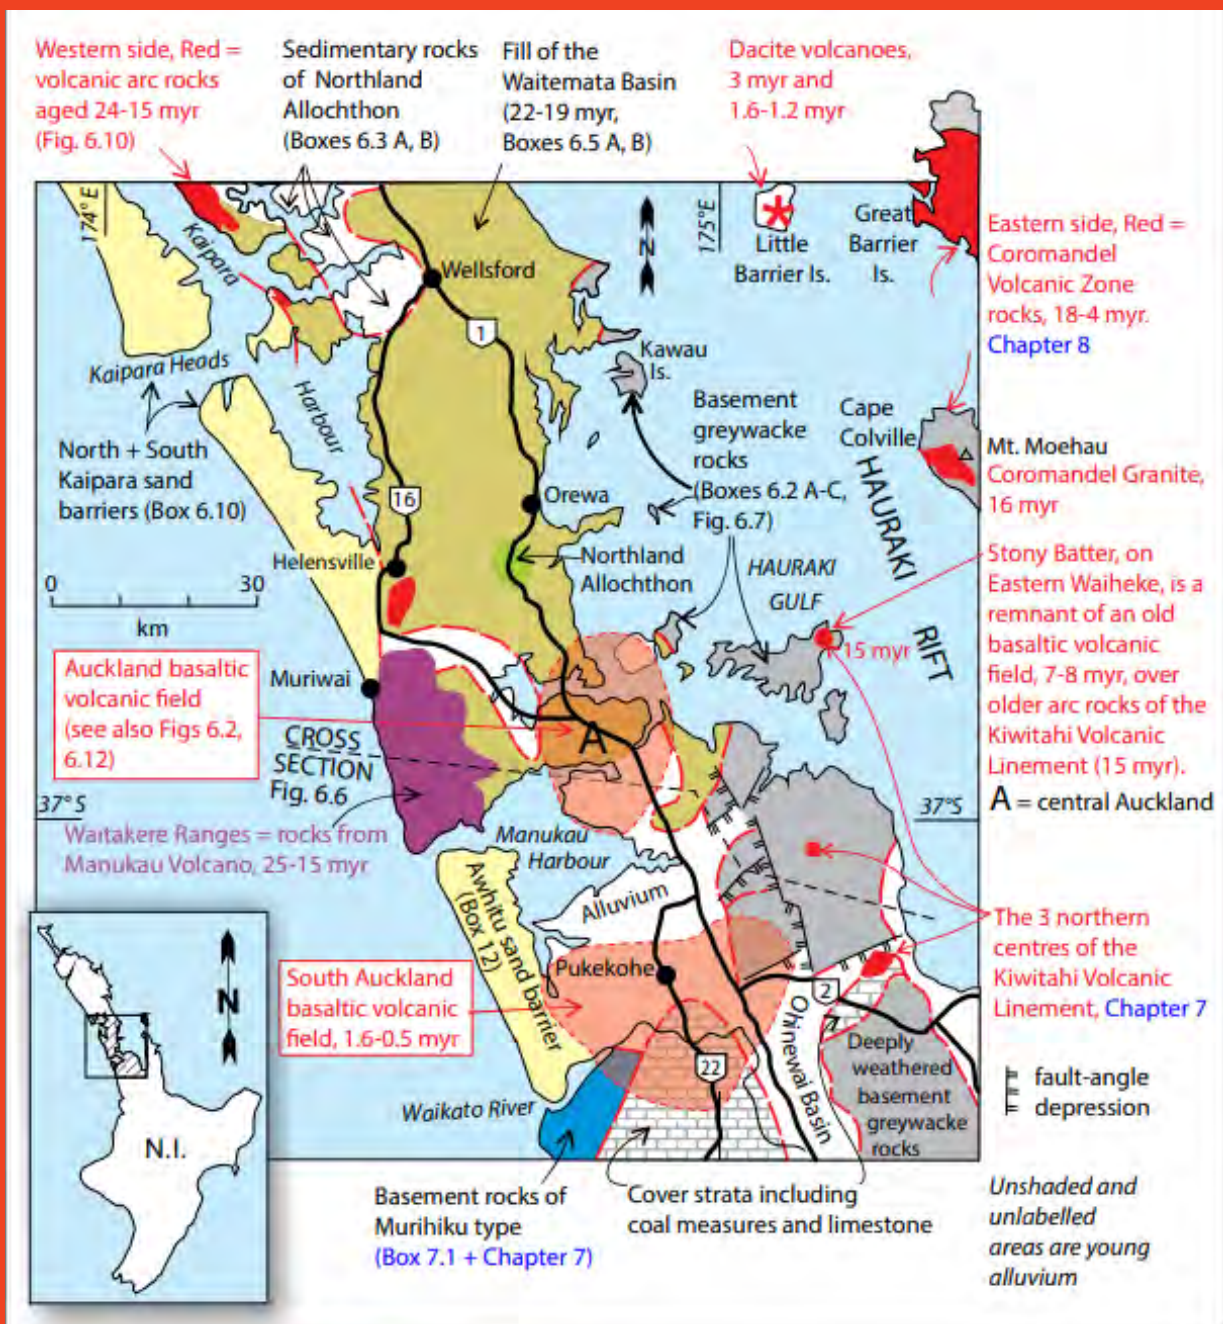 Western side, Red =
volcanic arc rocks
aged 24-15 myr
(Fig. 6.10)
Sedimentary rocks
of Northland
Allochthon
(Boxes 6.3 A, B)
Fill of the
Waitemata Basin
(22-19 myr,
Boxes 6.5 A, B)
Dacite volcanoes,
3 myr and
1.6-1.2 myr
174° E
Kaipara
Wellsford
N
175°E
Little
Barrier Is.
Great
Barrier
Is.
Eastern side, Red =
Coromandel
Volcanic Zone
rocks, 18-4 myr.
Chapter 8
1
Kaipara Heads
Harbour
Kawau
Is.
Basement
greywacke
rocks
(Boxes 6.2 A-C,
Fig. 6.7)
Cape
Colville
HAURAKI
RIFT
Mt. Moehau
Coromandel Granite,
16 myr
North + South
Kaipara sand
barriers (Box 6.10)
16
Orewa
Helensville
Northland
Allochthon
HAURAKI
GULF
0
30
km
Stony Batter, on
Eastern Waiheke, is a
remnant of an old
basaltic volcanic
field, 7-8 myr, over
older arc rocks of the
Kiwitahi Volcanic
Linement (15 myr).
15 myr
Auckland basaltic
volcanic field
(see also Figs 6.2,
6.12)
Muriwai
CROSS
SECTION
Fig. 6.6
A
A = central Auckland
37° S
37°S
Waitakere Ranges = rocks from
Manukau Volcano, 25-15 myr
Manukau
Harbour
Awhitu sand barrier
(Box 12)
Alluvium
Pukekohe
South Auckland
basaltic volcanic
field, 1.6-0.5 myr
The 3 northern
centres of the
Kiwitahi Volcanic
Linement, Chapter 7
2
22
Ohinewai Basin
Deeply
weathered
basement
greywacke
rocks
fault-angle
depression
Waikato River
N
N.I.
Basement rocks of
Murihiku type
(Box 7.1 + Chapter 7)
Cover strata including
coal measures and limestone
Unshaded and
unlabelled
areas are young
alluvium